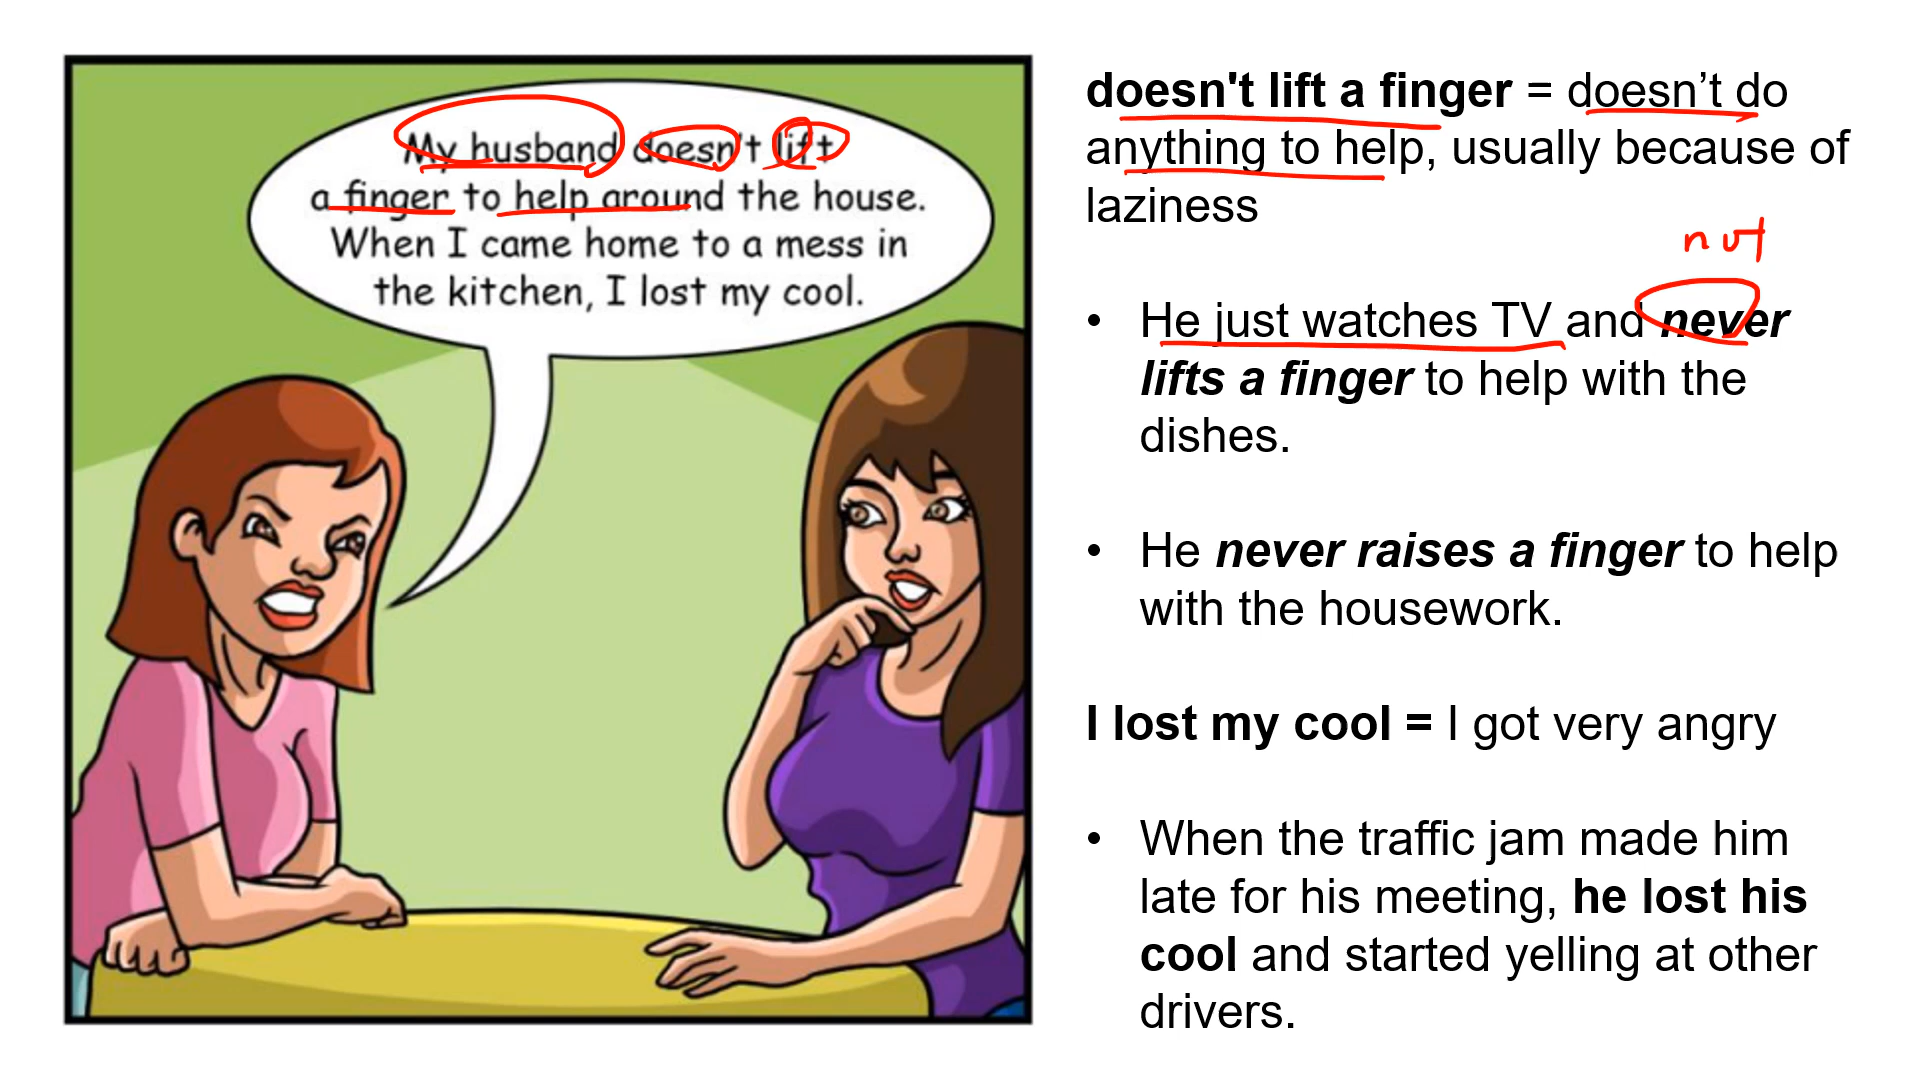 My husband doesn't lift
a finger to help around the house.
When I came home to a mess in
the kitchen, I lost my cool.
doesn't lift a finger = doesn’t do
anything to help, usually because of
laziness
not
• He just watches TV and never
lifts a finger to help with the
dishes.
• He never raises a finger to help
with the housework.
I lost my cool = I got very angry
• When the traffic jam made him
late for his meeting, he lost his
cool and started yelling at other
drivers.